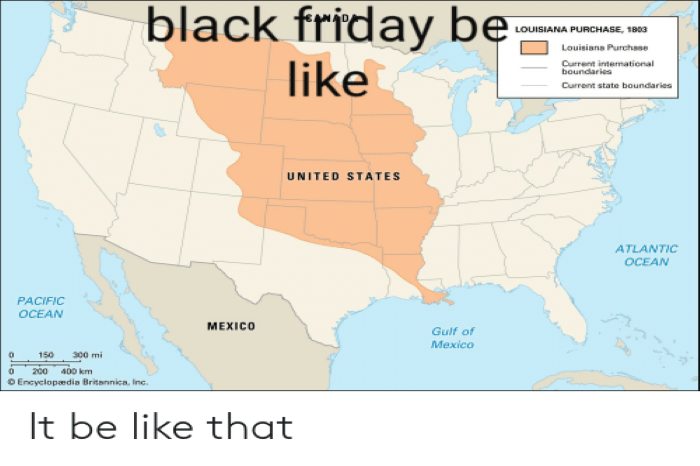 black friday be
like
CANADA
LOUISIANA PURCHASE, 1803
Louisiana Purchase
Current international
boundaries
Current state boundaries
UNITED STATES
ATLANTIC
OCEAN
PACIFIC
OCEAN
MEXICO
Gulf of
Mexico
0 150 300 mi
0 200 400 km
© Encyclopædia Britannica, Inc.
It be like that